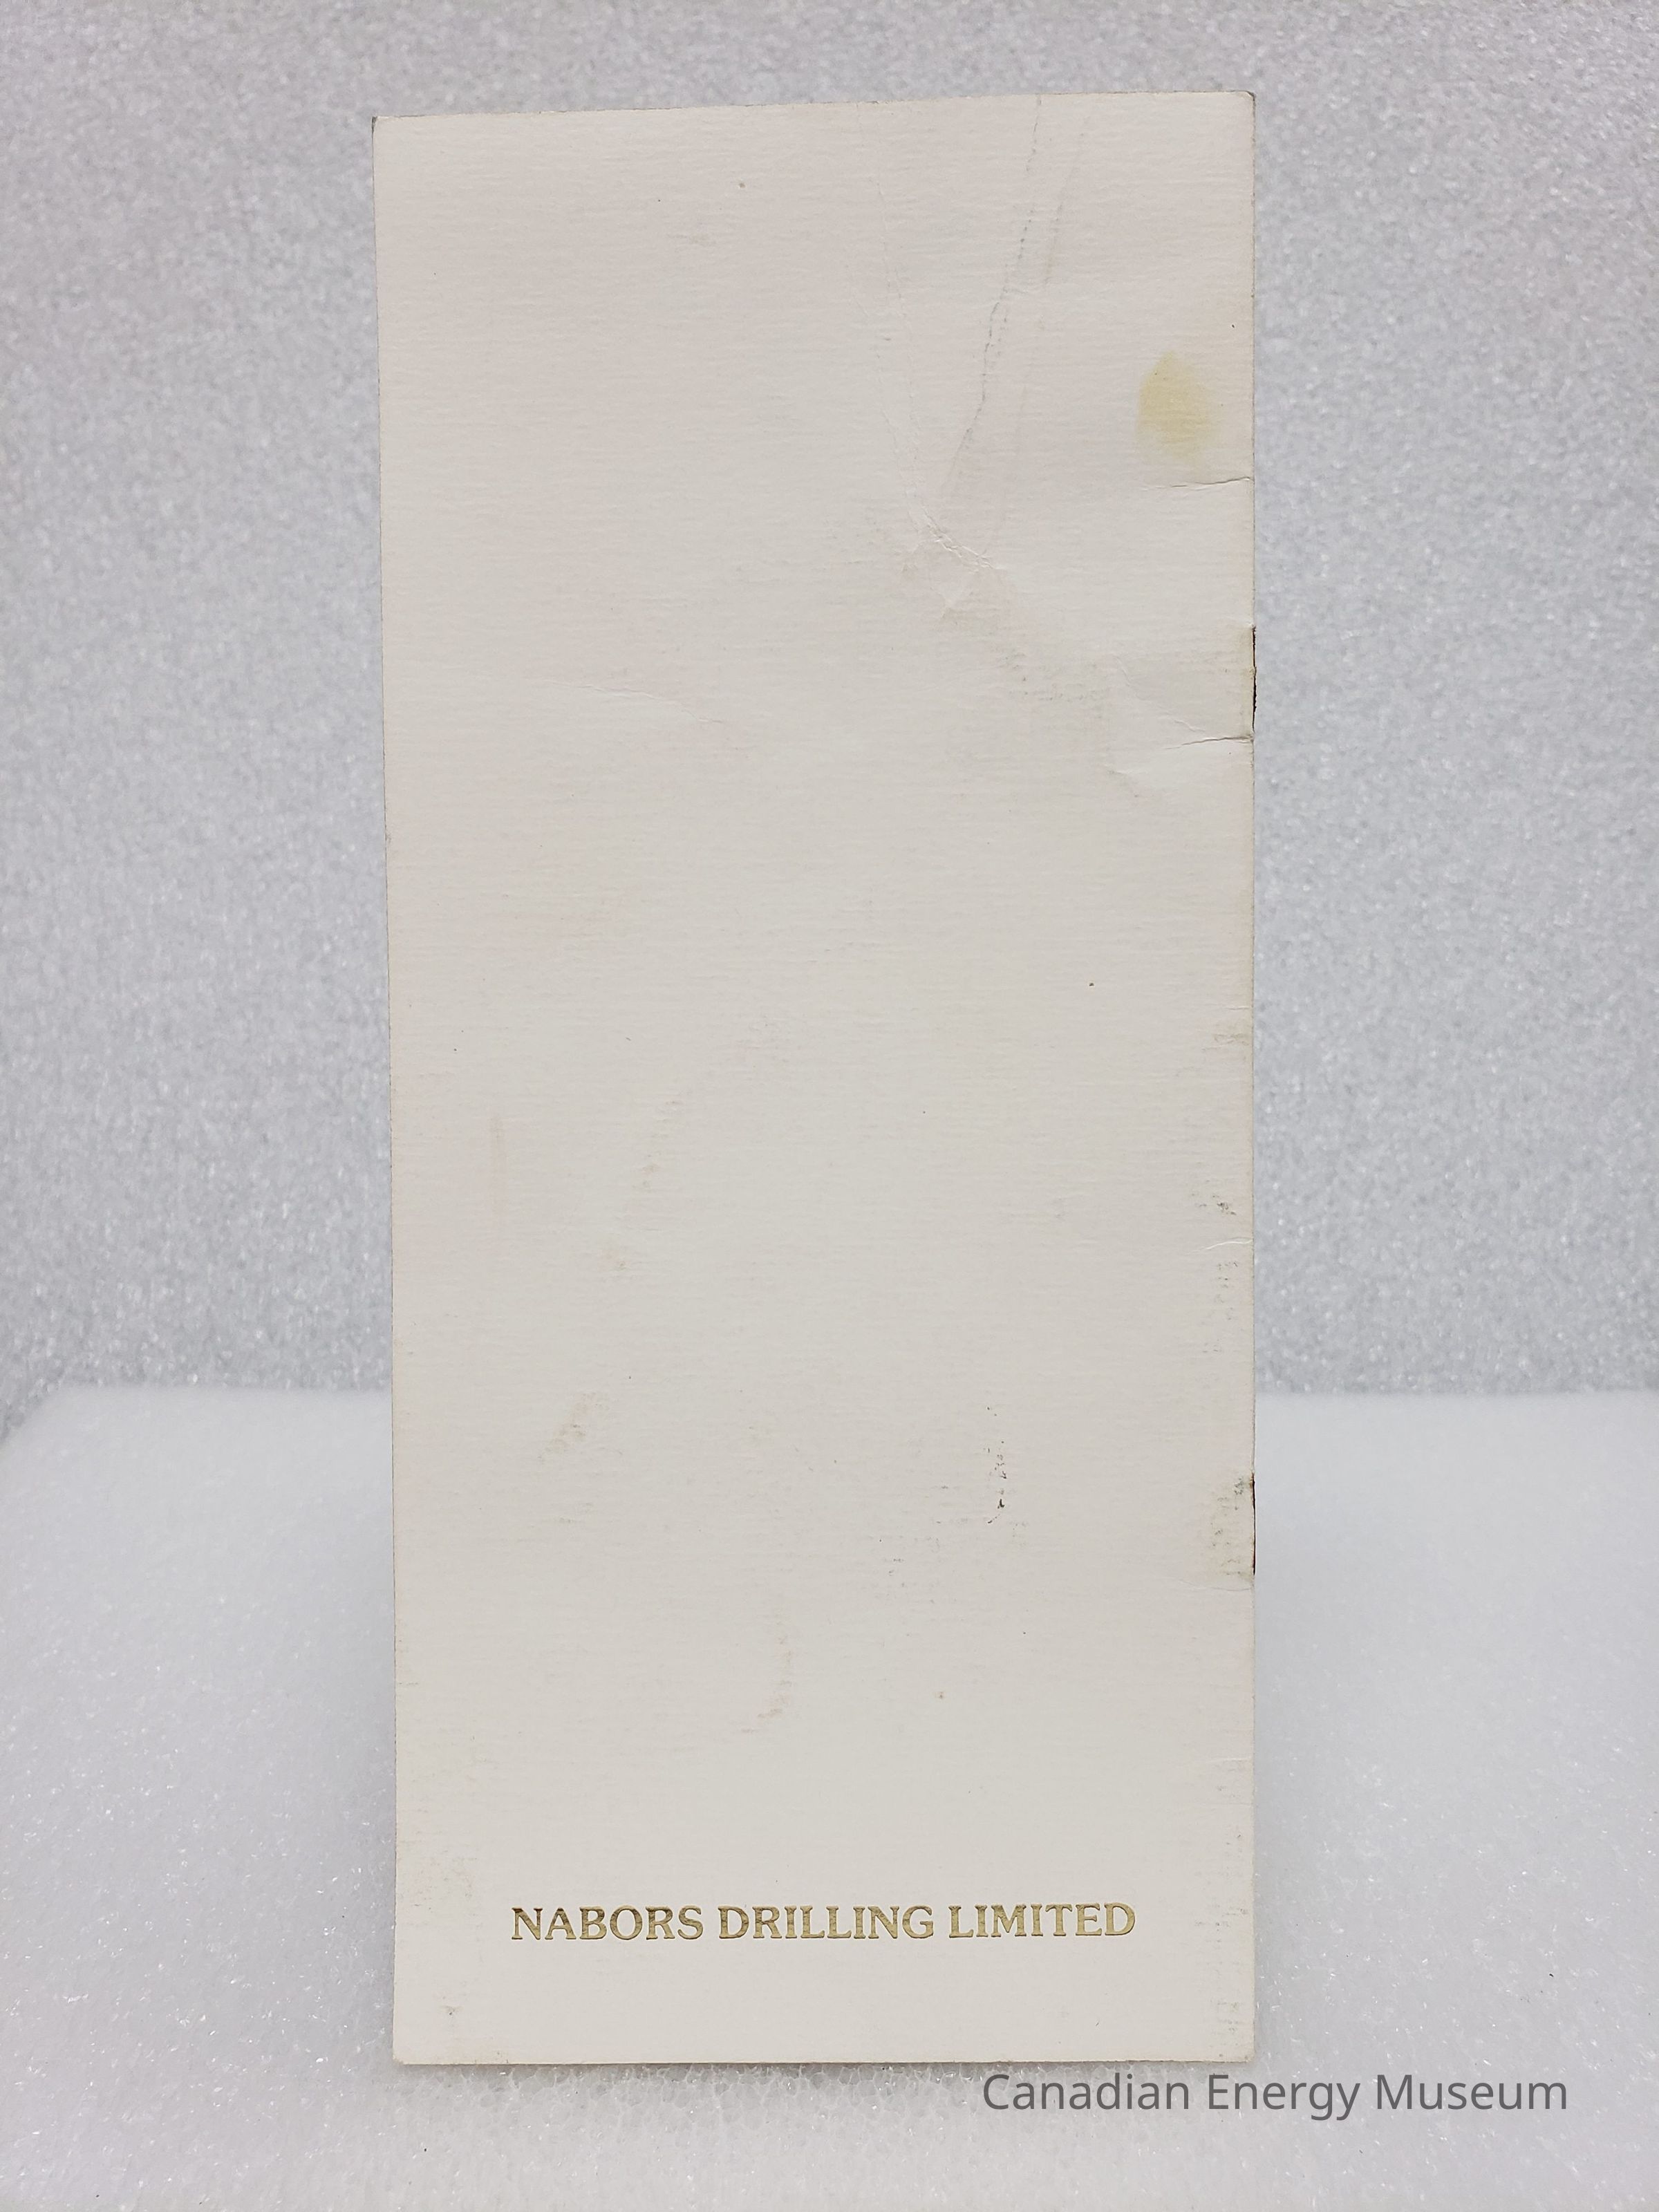 NABORS DRILLING LIMITED
Canadian Energy Museum